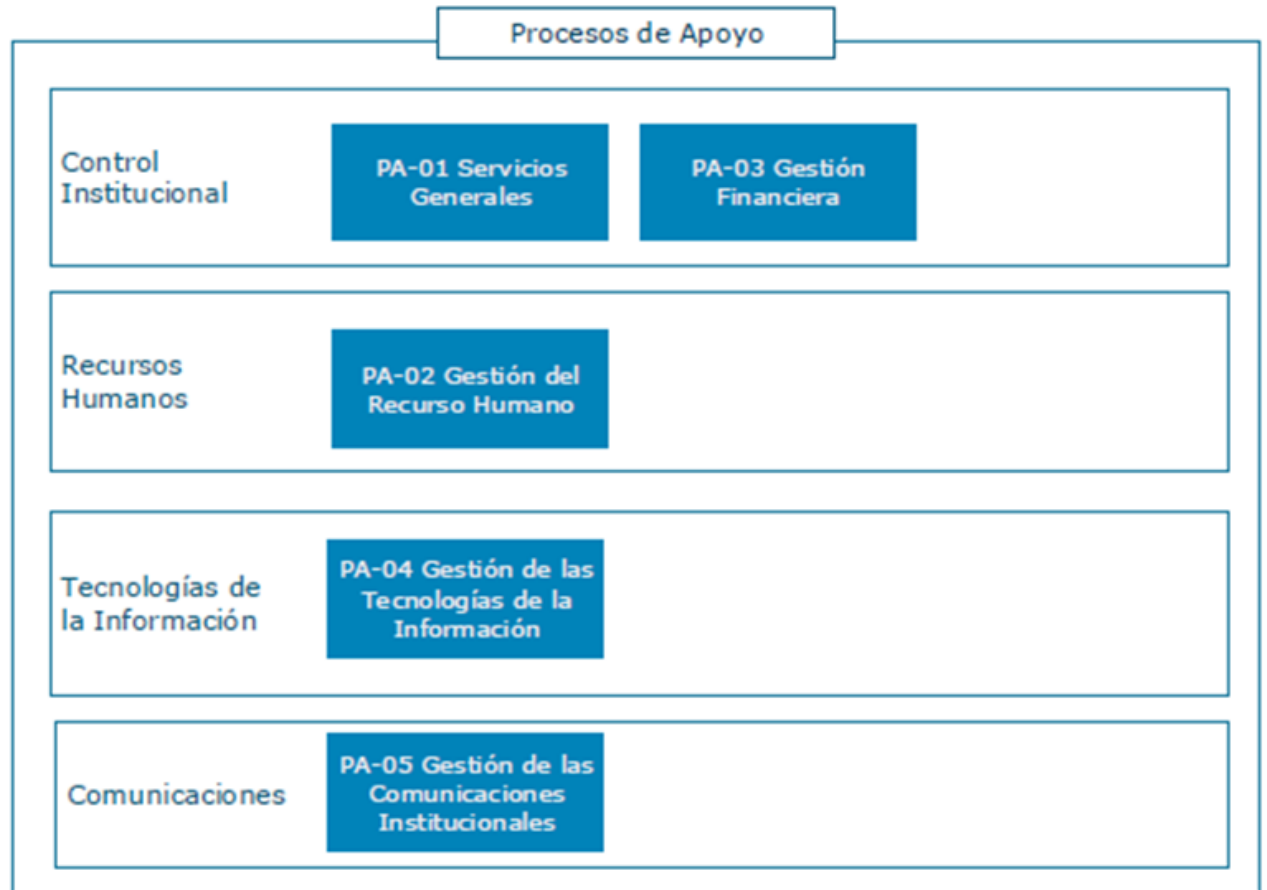 Procesos de Apoyo
Control
Institucional
PA-01 Servicios
Generales
PA-03 Gestión
Financiera
Recursos
Humanos
PA-02 Gestión del
Recurso Humano
Tecnologías de
la Información
PA-04 Gestión de las
Tecnologías de la
Información
Comunicaciones
PA-05 Gestión de las
Comunicaciones
Institucionales